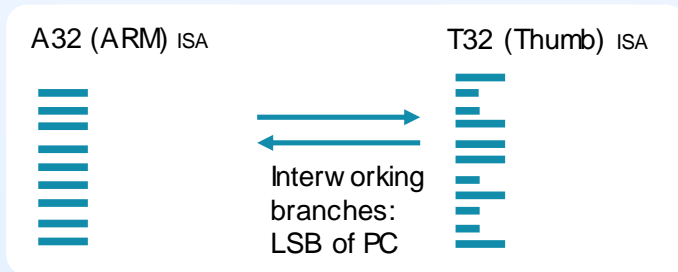 A32 (ARM) ISA
T32 (Thumb) ISA
Interw orking
branches:
LSB of PC